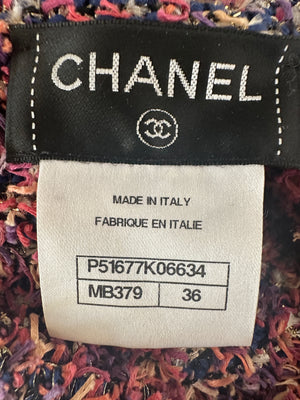 CHANEL
MADE IN ITALY
FABRIQUE EN ITALIE
P51677K06634
MB379 36